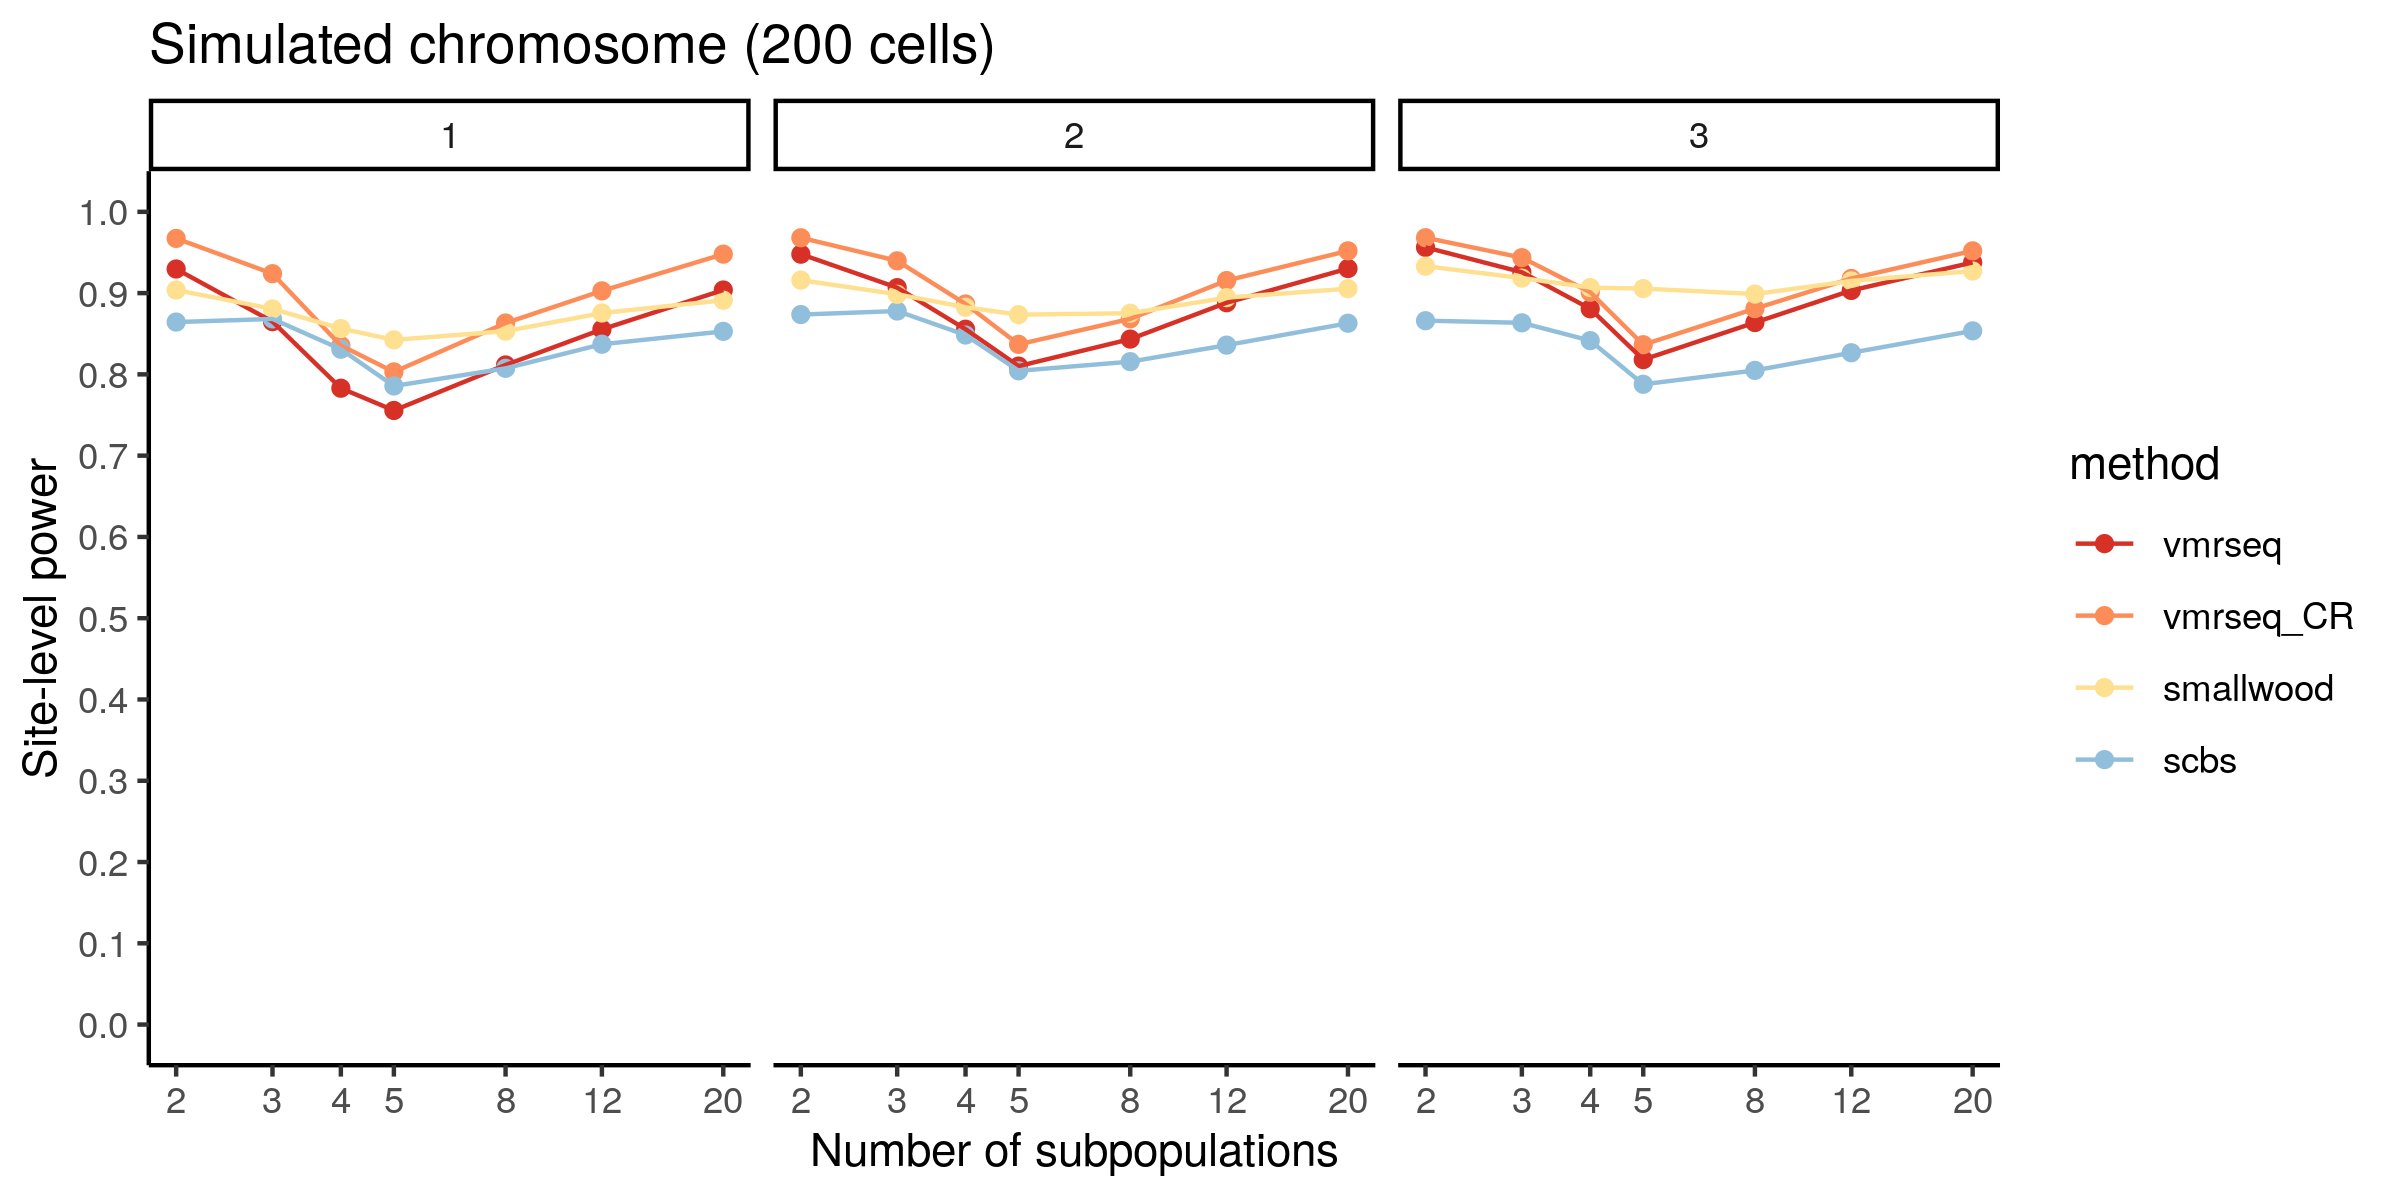 Simulated chromosome (200 cells)
1 2 3
1.0
0.9
0.8
0.7
0.6
0.5
0.4
0.3
0.2
0.1
0.0
Site-level power
2 3 4 5 8 12 20 2 3 4 5 8 12 20 2 3 4 5 8 12 20
Number of subpopulations
method
vmrseq
vmrseq_CR
smallwood
scbs